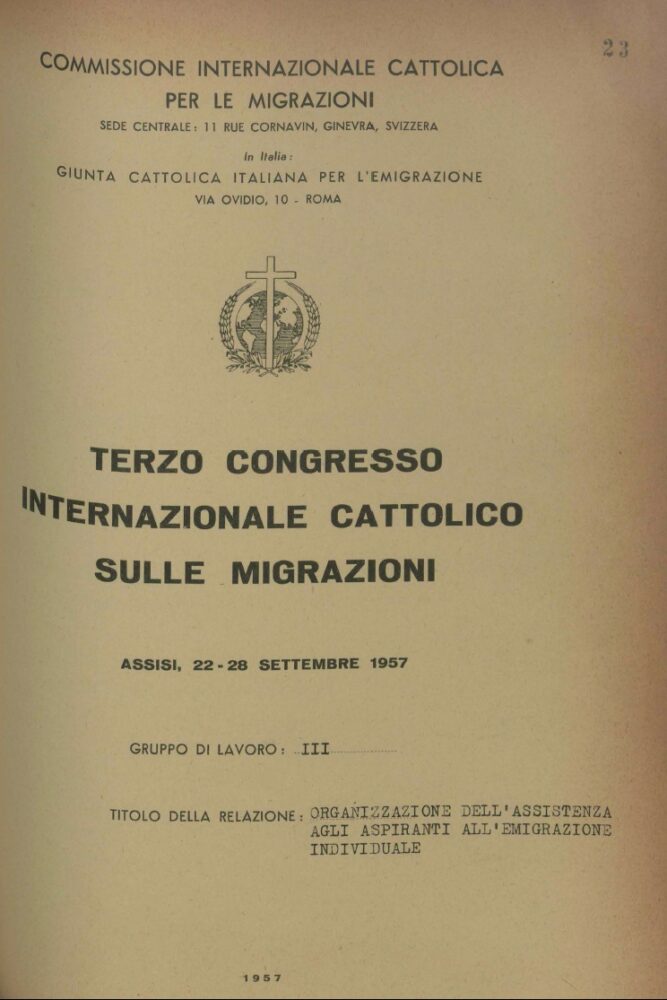 23
COMMISSIONE INTERNAZIONALE CATTOLICA
PER LE MIGRAZIONI
SEDE CENTRALE: 11 RUE CORNAVIN, GINEVRA, SVIZZERA
In Italia:
GIUNTA CATTOLICA ITALIANA PER L'EMIGRAZIONE
VIA OVIDIO, 10 - ROMA
TERZO CONGRESSO
INTERNAZIONALE CATTOLICO
SULLE MIGRAZIONI
ASSISI, 22-28 SETTEMBRE 1957
GRUPPO DI LAVORO: III
TITOLO DELLA RELAZIONE: ORGANIZZAZIONE DELL'ASSISTENZA
AGLI ASPIRANTI ALL'EMIGRAZIONE
INDIVIDUALE
1957